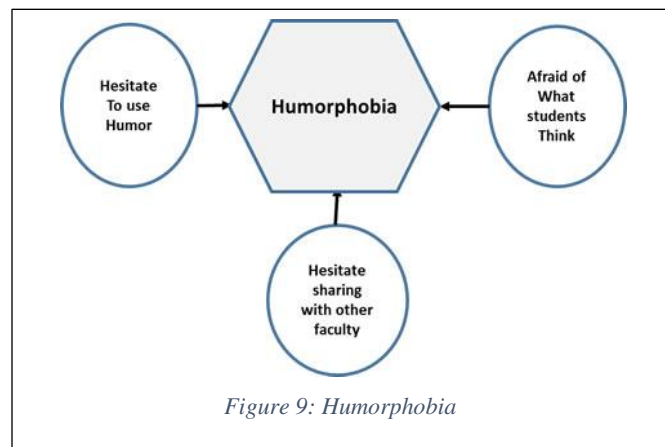 Hesitate
To use
Humor
Humorphobia
Afraid of
What
students
Think
Hesitate
sharing
with other
faculty
Figure 9: Humorphobia